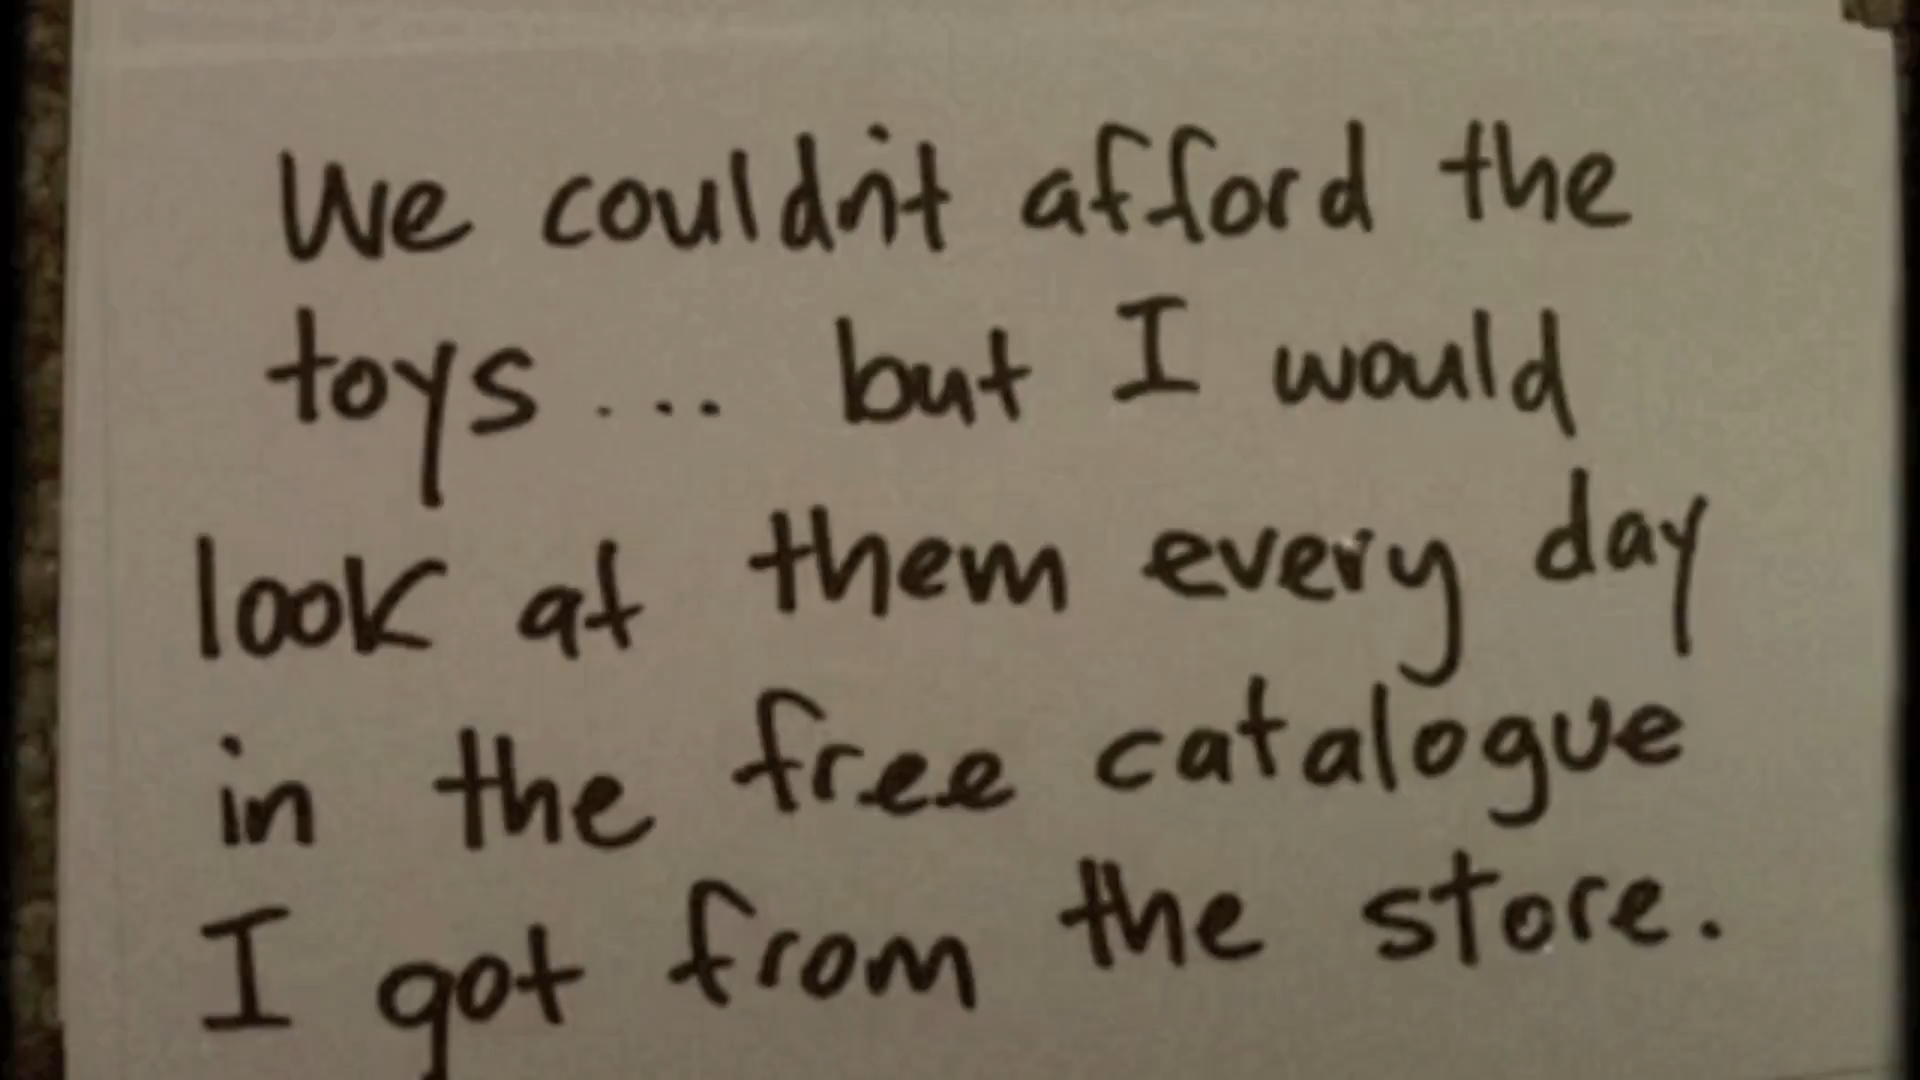 We couldn't afford the
toys.... but I would
look at them every day
in the free catalogue
I got from the store.